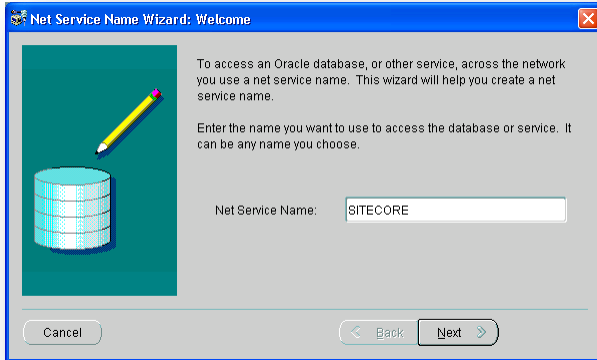 Net Service Name Wizard: Welcome
To access an Oracle database, or other service, across the network
you use a net service name. This wizard will help you create a net
service name.
Enter the name you want to use to access the database or service. It
can be any name you choose.
Net Service Name: SITECORE
Cancel Back Next